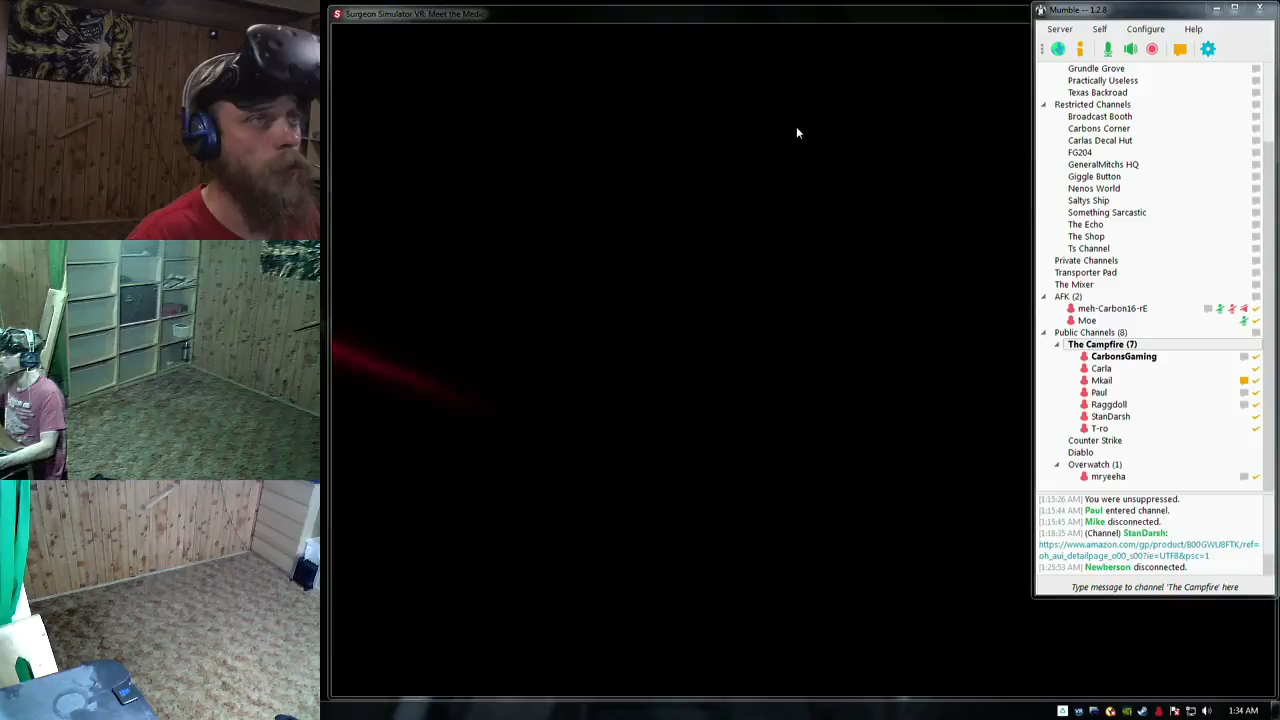 Surgeon Simulator VR: Meet the Medic
Mumble -- 1.2.8
Server Self Configure Help
Grundle Grove
Practically Useless
Texas Backroad
Restricted Channels
Broadcast Booth
Carbons Corner
Carlas Decal Hut
FG204
GeneralMitchs HQ
Giggle Button
Nenos World
Saltys Ship
Something Sarcastic
The Echo
The Shop
Ts Channel
Private Channels
Transporter Pad
The Mixer
AFK (2)
meh-Carbon16-rE
Moe
Public Channels (8)
The Campfire (7)
CarbonsGaming
Carla
Mkail
Paul
Raggdoll
StanDarsh
T-ro
Counter Strike
Diablo
Overwatch (1)
mryeeha
[1:15:26 AM] You were unsuppressed.
[1:15:44 AM] Paul entered channel.
[1:15:45 AM] Mike disconnected.
[1:18:35 AM] (Channel) StanDarsh:
https://www.amazon.com/gp/product/B00GWU8FTK/ref=
oh_aui_detailpage_o00_s00?ie=UTF8&psc=1
[1:25:53 AM] Newberson disconnected.
Type message to channel 'The Campfire' here
1:34 AM